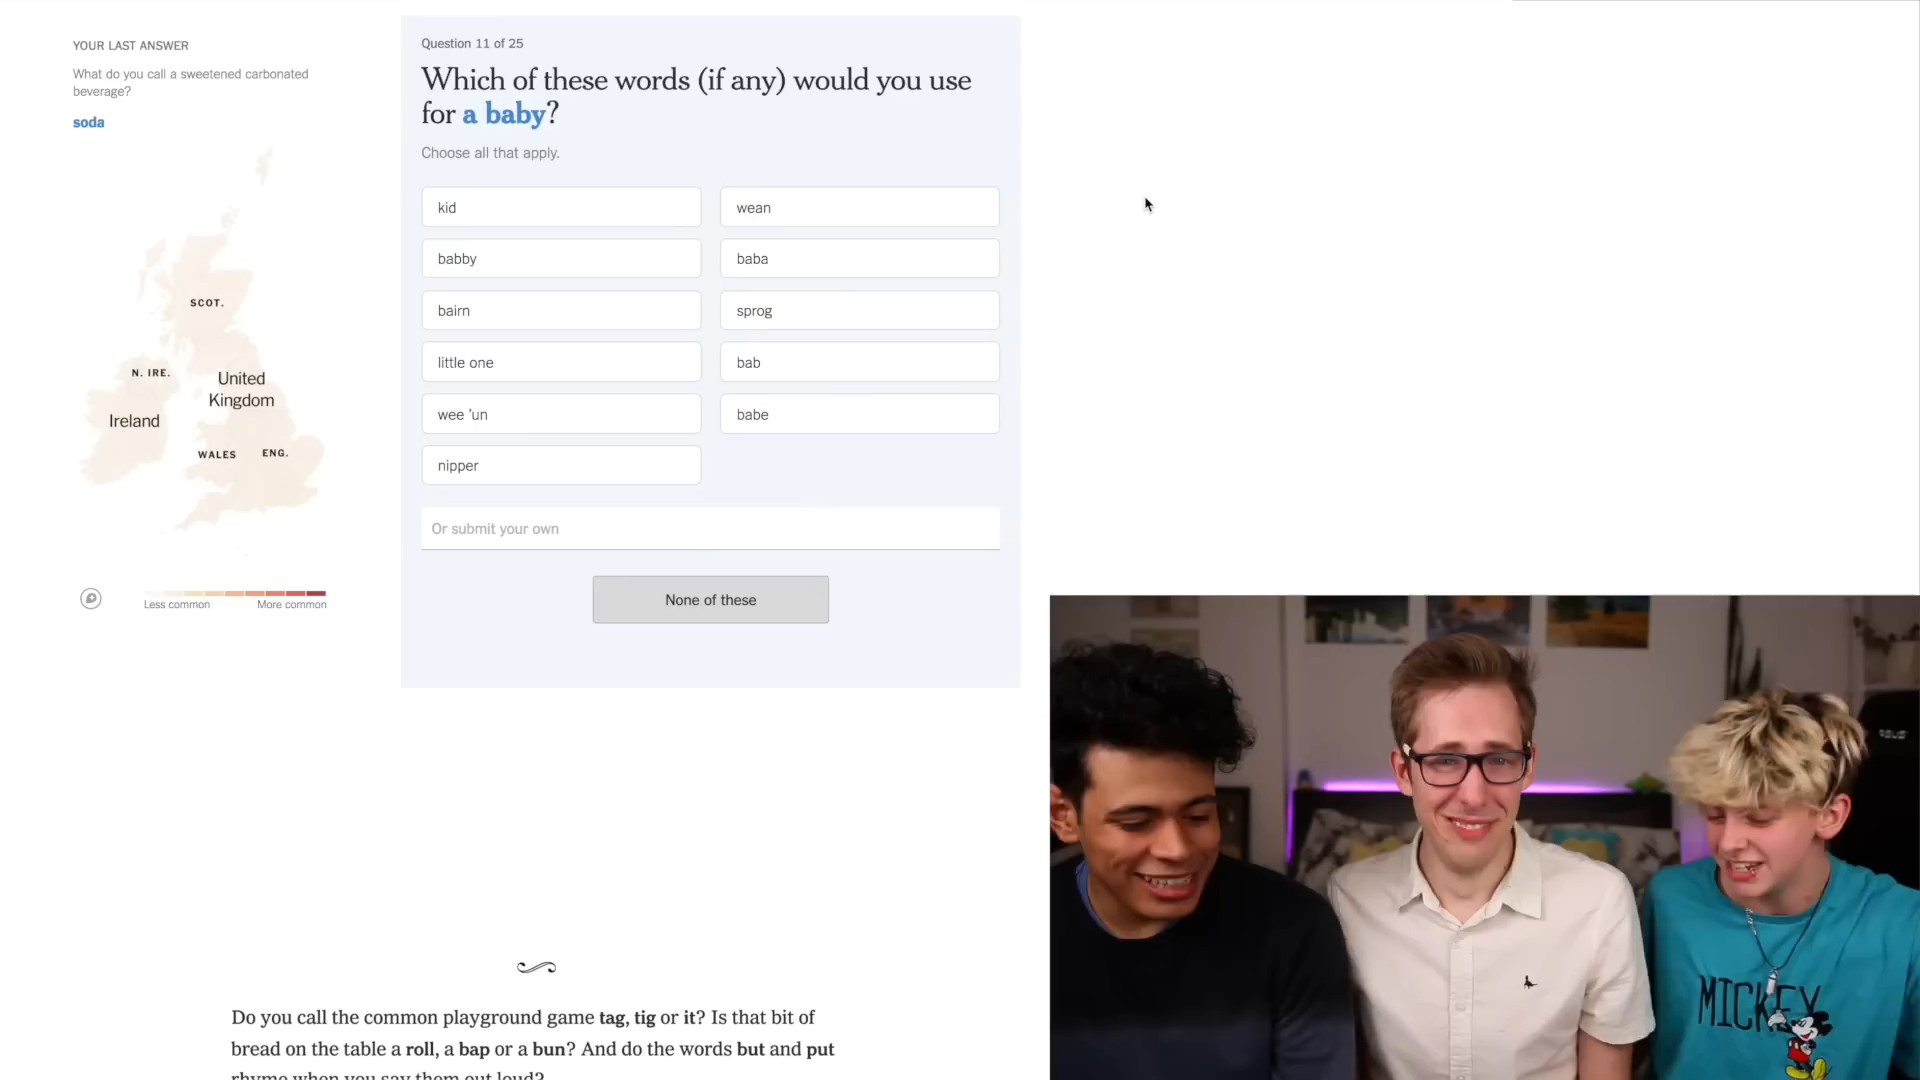 YOUR LAST ANSWER
What do you call a sweetened carbonated
beverage?
soda
SCOT.
N. IRE.
United
Kingdom
Ireland
WALES
ENG.
Less common
More common
Question 11 of 25
Which of these words (if any) would you use
for a baby?
Choose all that apply.
kid
wean
babby
baba
bairn
sprog
little one
bab
wee 'un
babe
nipper
Or submit your own
None of these
Do you call the common playground game tag, tig or it? Is that bit of
bread on the table a roll, a bap or a bun? And do the words but and put
rhyme when you say them out loud?
MICKEY